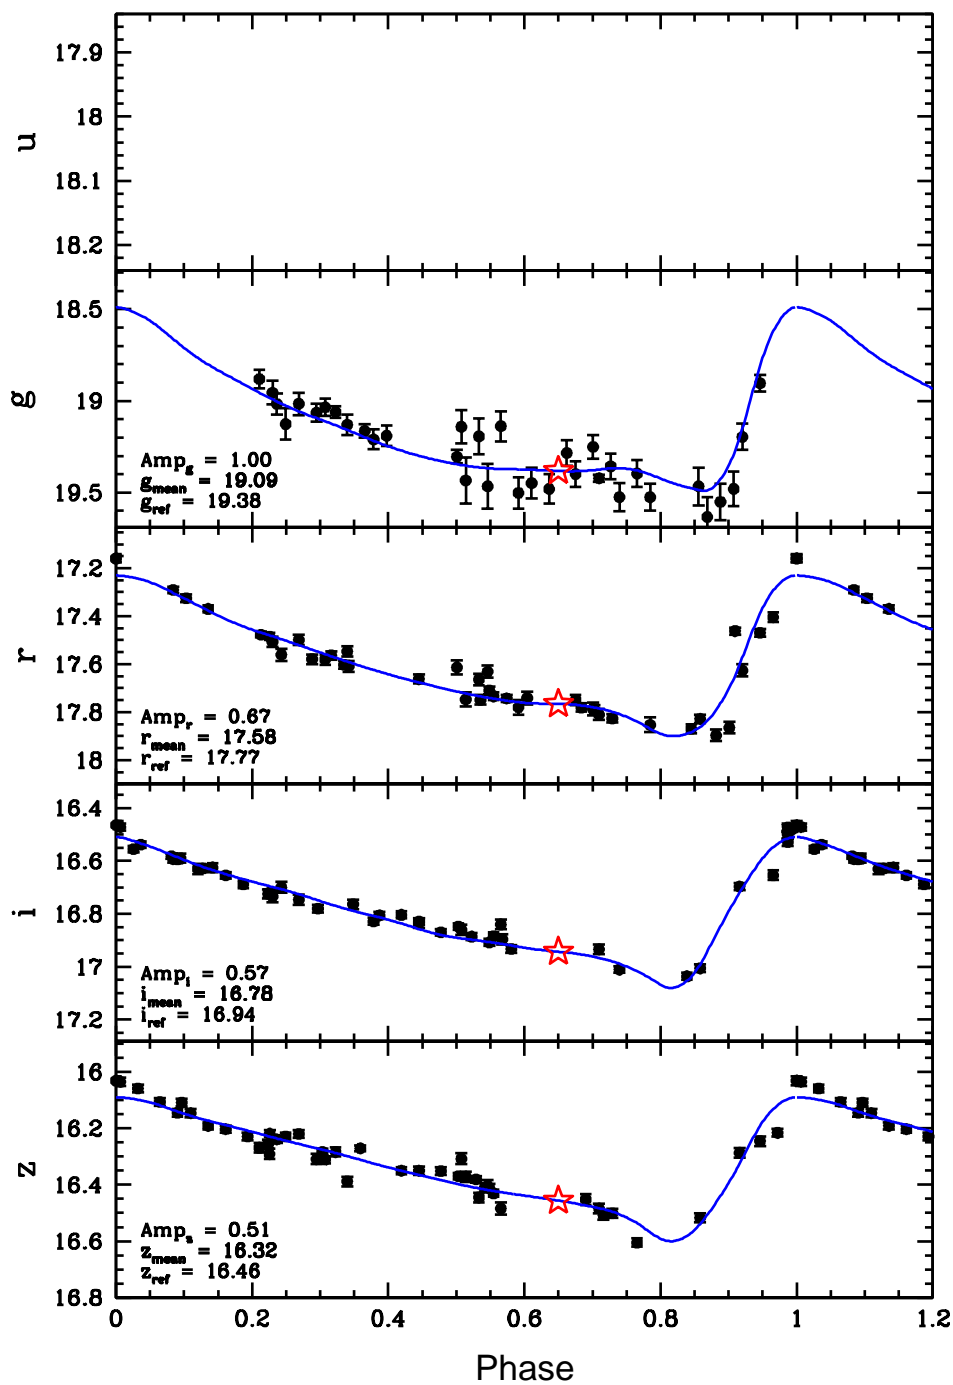 17.9
18
u
18.1
18.2
18.5
19
g
19.5
Amp_g = 1.00
g_mean = 19.09
g_ref = 19.38
17.2
17.4
17.6
r
17.8
18
Amp_r = 0.67
r_mean = 17.58
r_ref = 17.77
16.4
16.6
16.8
i
17
17.2
Amp_i = 0.57
i_mean = 16.78
i_ref = 16.94
16
16.2
16.4
z
16.6
16.8
Amp_z = 0.51
z_mean = 16.32
z_ref = 16.46
0 0.2 0.4 0.6 0.8 1 1.2
Phase